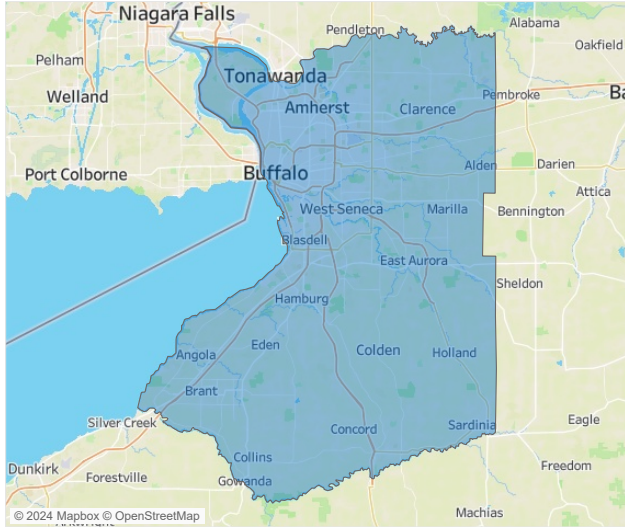 Niagara Falls
Alabama
Pendleton
Oakfield
Pelham
Tonawanda
Welland
Amherst
Clarence
Pembroke
Ba
Port Colborne
Buffalo
Alden
Darien
Attica
West Seneca
Marilla
Bennington
Blasdell
East Aurora
Sheldon
Hamburg
Eden
Colden
Holland
Angola
Brant
Silver Creek
Concord
Sardinia
Eagle
Collins
Dunkirk
Forestville
Gowanda
Freedom
Machias
© 2024 Mapbox © OpenStreetMap